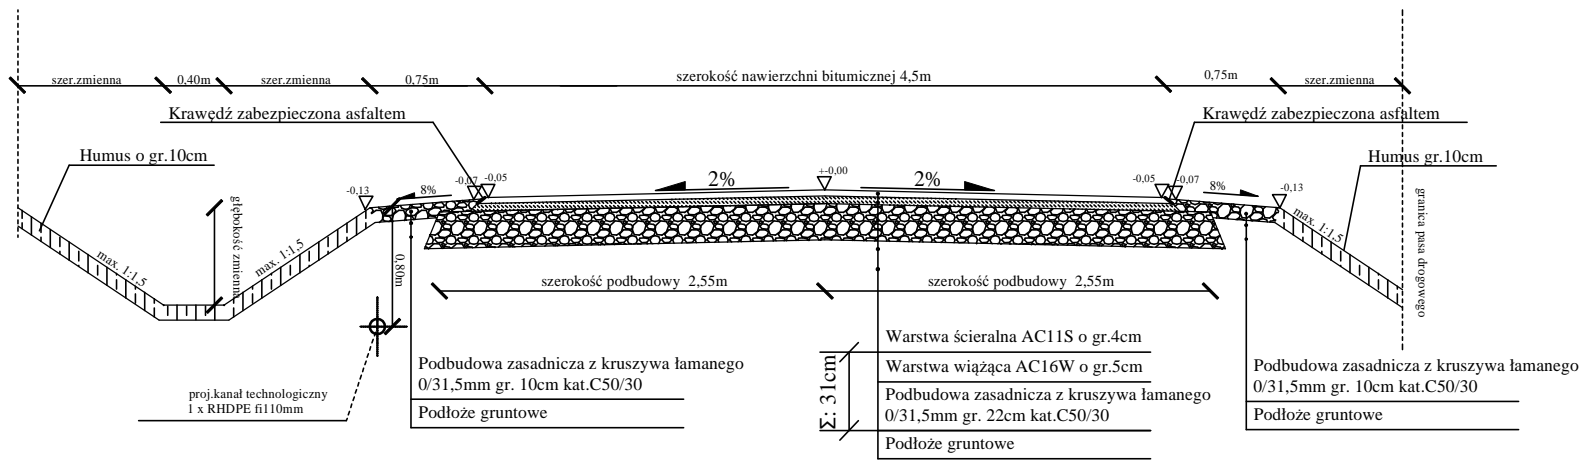 szer.zmienna
0,40m
szer.zmienna
0,75m
szerokość nawierzchni bitumicznej 4,5m
0,75m
szer.zmienna
Krawędź zabezpieczona asfaltem
Krawędź zabezpieczona asfaltem
Humus o gr.10cm
Humus gr.10cm
-0,13
8%
-0,07
-0,05
2%
+-0,00
2%
-0,05
-0,07
8%
-0,13
głębokość zmienna
max. 1:1,5
max. 1:1,5
0,80m
max. 1:1,5
granica pasa drogowego
szerokość podbudowy 2,55m
szerokość podbudowy 2,55m
proj.kanał technologiczny
1 x RHDPE fi110mm
Podbudowa zasadnicza z kruszywa łamanego
0/31,5mm gr. 10cm kat.C50/30
Podłoże gruntowe
Σ: 31cm
Warstwa ścieralna AC11S o gr.4cm
Warstwa wiążąca AC16W o gr.5cm
Podbudowa zasadnicza z kruszywa łamanego
0/31,5mm gr. 22cm kat.C50/30
Podłoże gruntowe
Podbudowa zasadnicza z kruszywa łamanego
0/31,5mm gr. 10cm kat.C50/30
Podłoże gruntowe